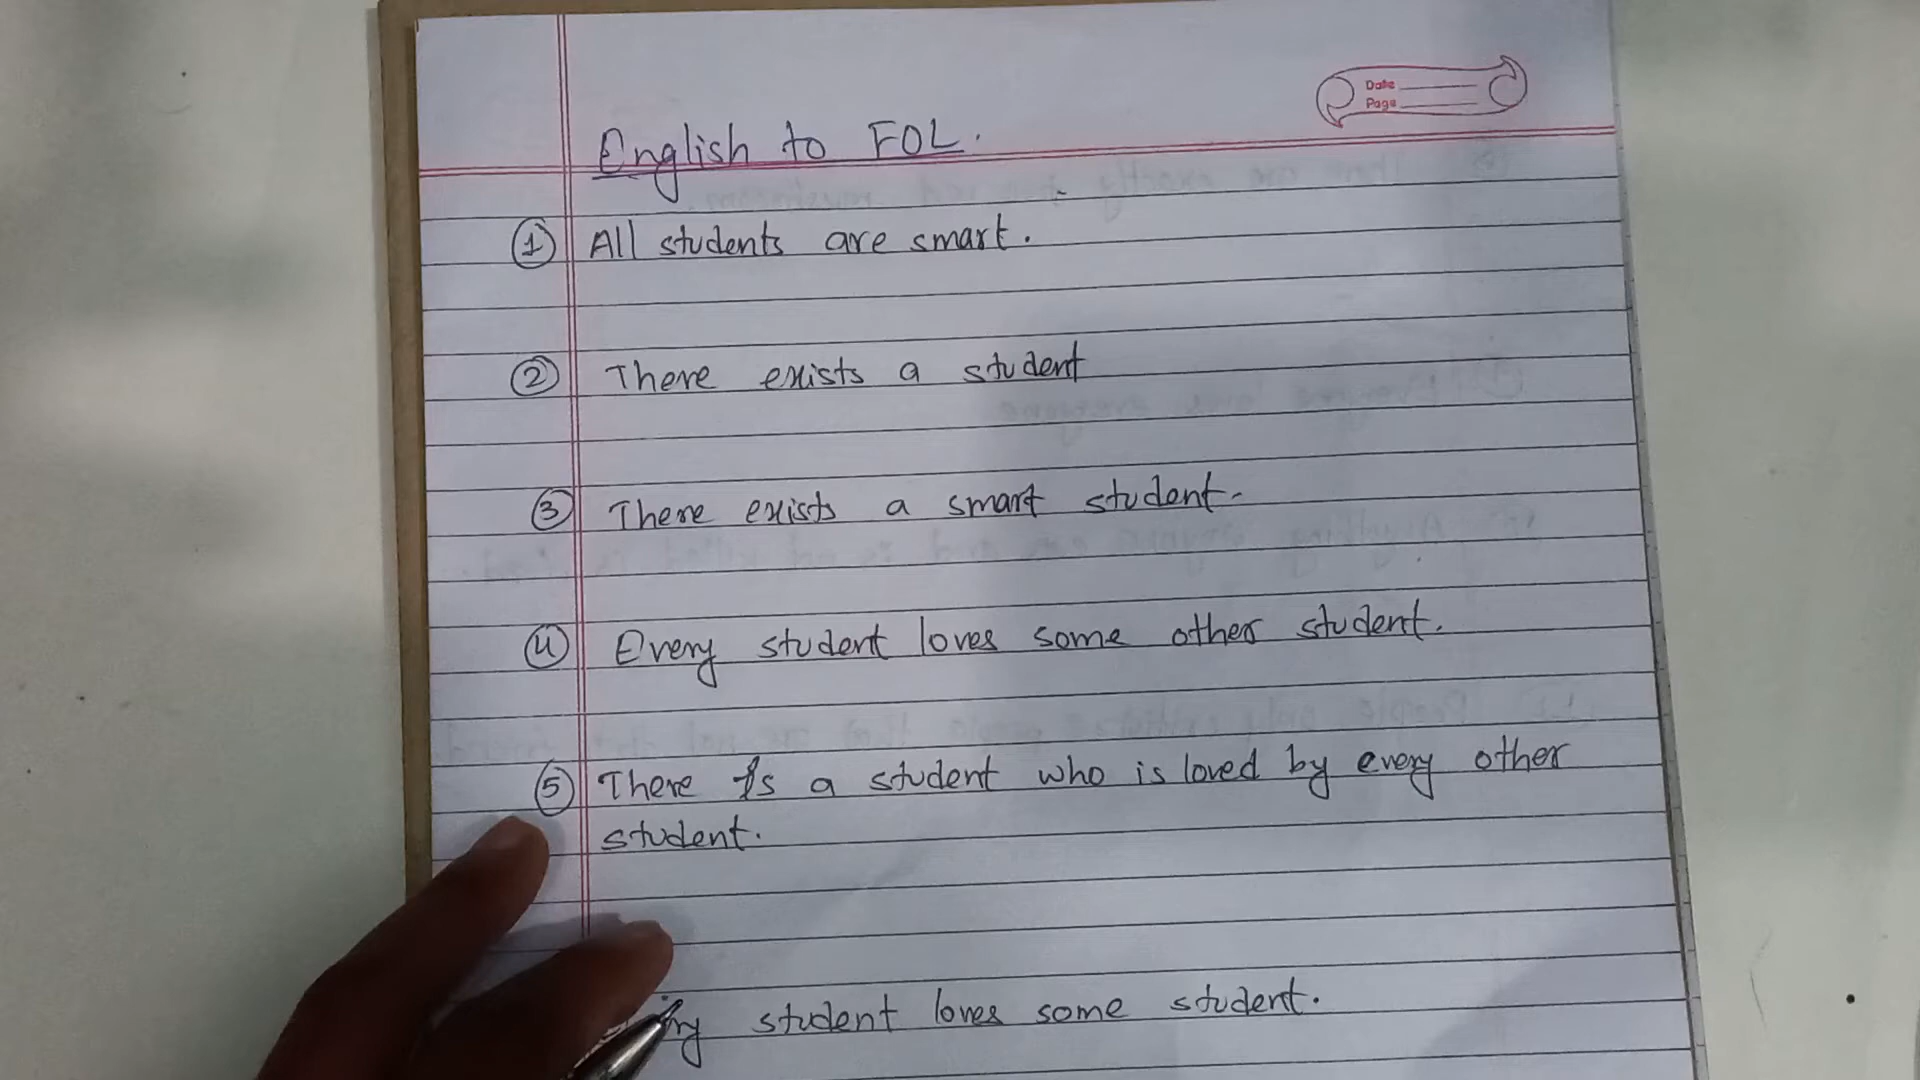 Date
Page
English to FOL.
① All students are smart.
② There exists a student
③ There exists a smart student.
④ Every student loves some other student.
⑤ There is a student who is loved by every other
student.
student loves some student.